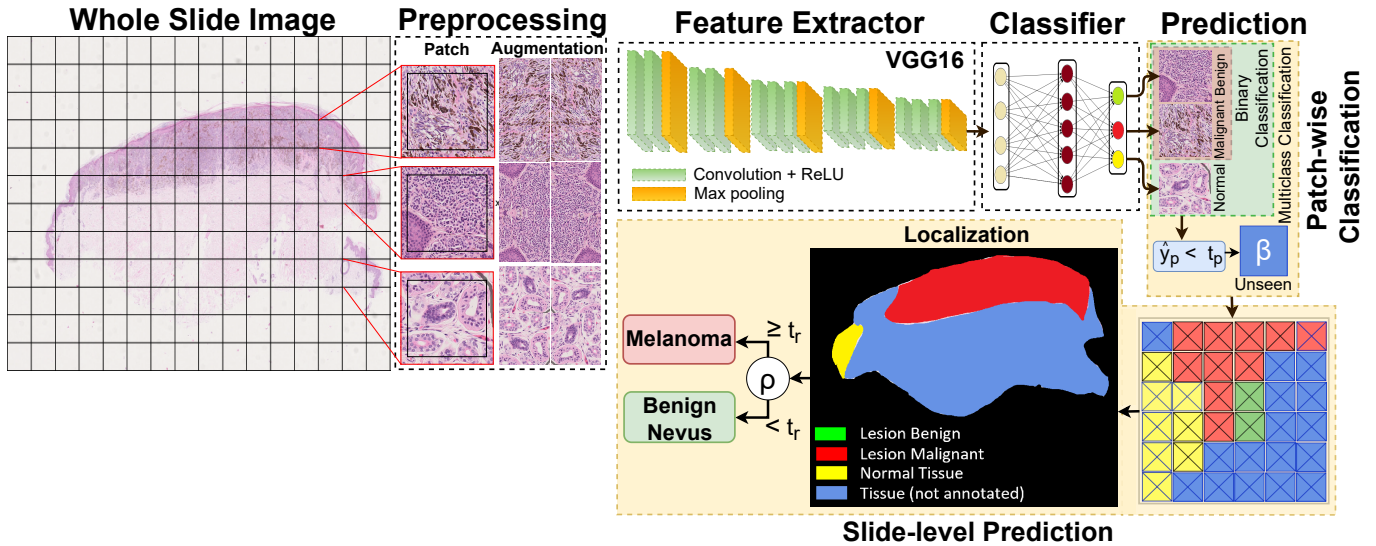 Whole Slide Image
Preprocessing
Patch
Augmentation
x
Feature Extractor
VGG16
Convolution + ReLU
Max pooling
Classifier
Prediction
Malignant Benign
Normal
Binary
Classification
Multiclass Classification
Patch-wise
Classification
ŷp < tp
β
Unseen
Localization
Lesion Benign
Lesion Malignant
Normal Tissue
Tissue (not annotated)
≥ tr
Melanoma
ρ
Benign
Nevus
< tr
Slide-level Prediction